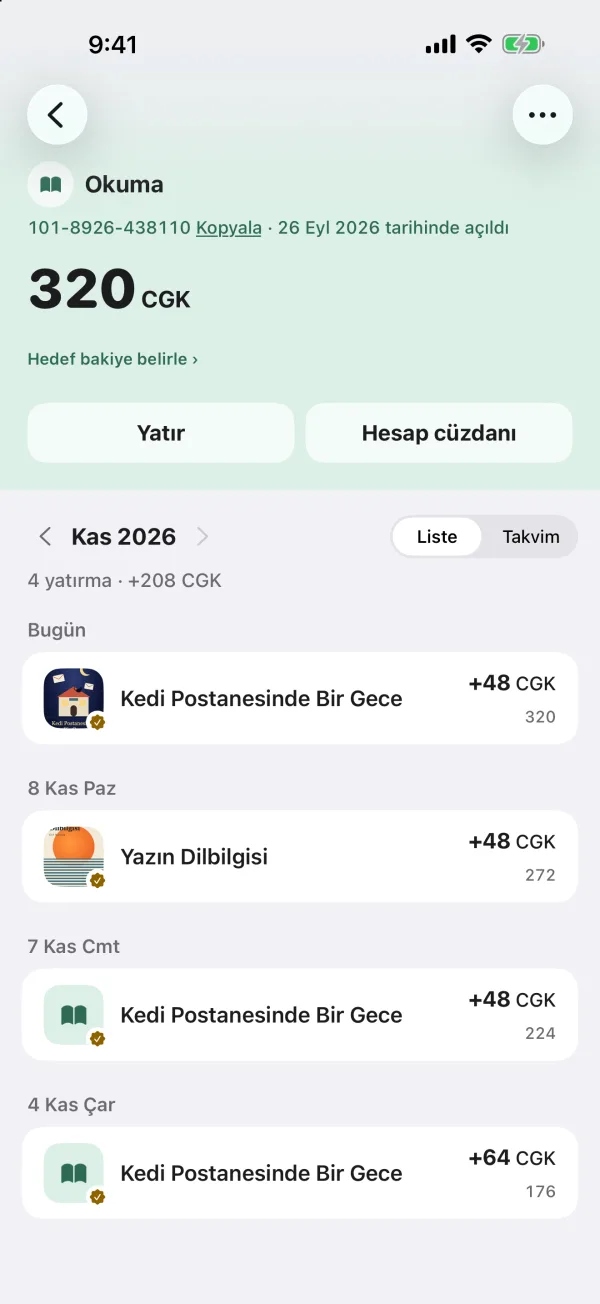 9:41
Okuma
101-8926-438110 Kopyala · 26 Eyl 2026 tarihinde açıldı
320 CGK
Hedef bakiye belirle ›
Yatır
Hesap cüzdanı
Kas 2026
Liste
Takvim
4 yatırma · +208 CGK
Bugün
Kedi Postanesinde Bir Gece
+48 CGK
320
8 Kas Paz
Yazın Dilbilgisi
+48 CGK
272
7 Kas Cmt
Kedi Postanesinde Bir Gece
+48 CGK
224
4 Kas Çar
Kedi Postanesinde Bir Gece
+64 CGK
176